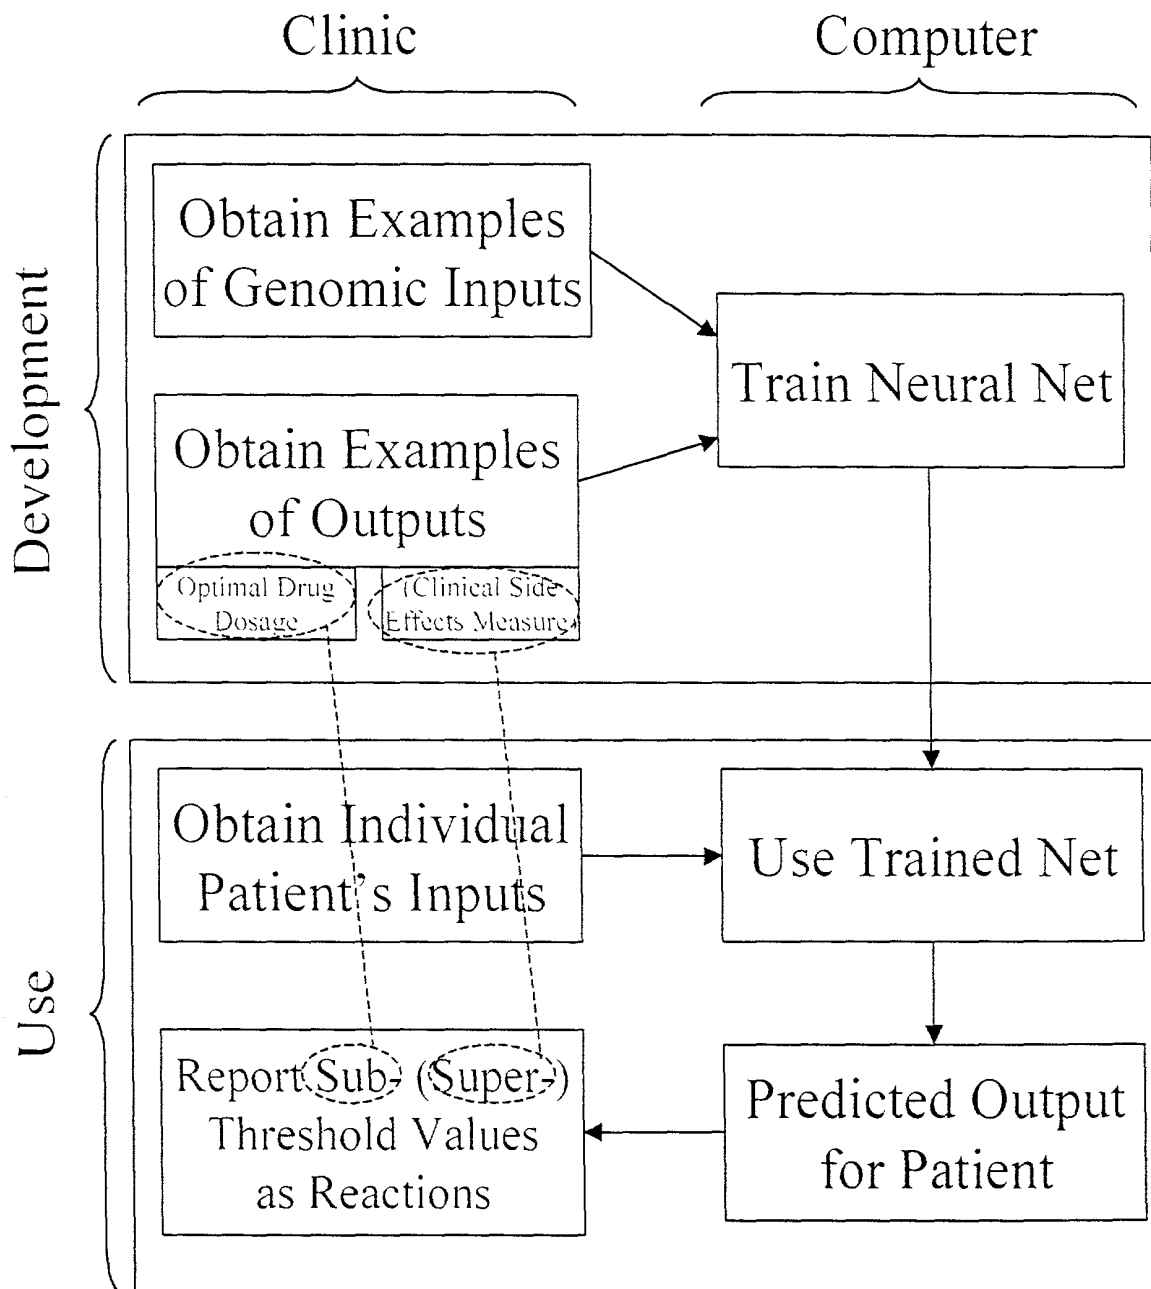 Clinic
Computer
Development
Obtain Examples
of Genomic Inputs
Train Neural Net
Obtain Examples
of Outputs
Optimal Drug
Dosage
(Clinical Side
Effects Measure)
Use
Obtain Individual
Patient's Inputs
Use Trained Net
Report Sub- (Super-)
Threshold Values
as Reactions
Predicted Output
for Patient